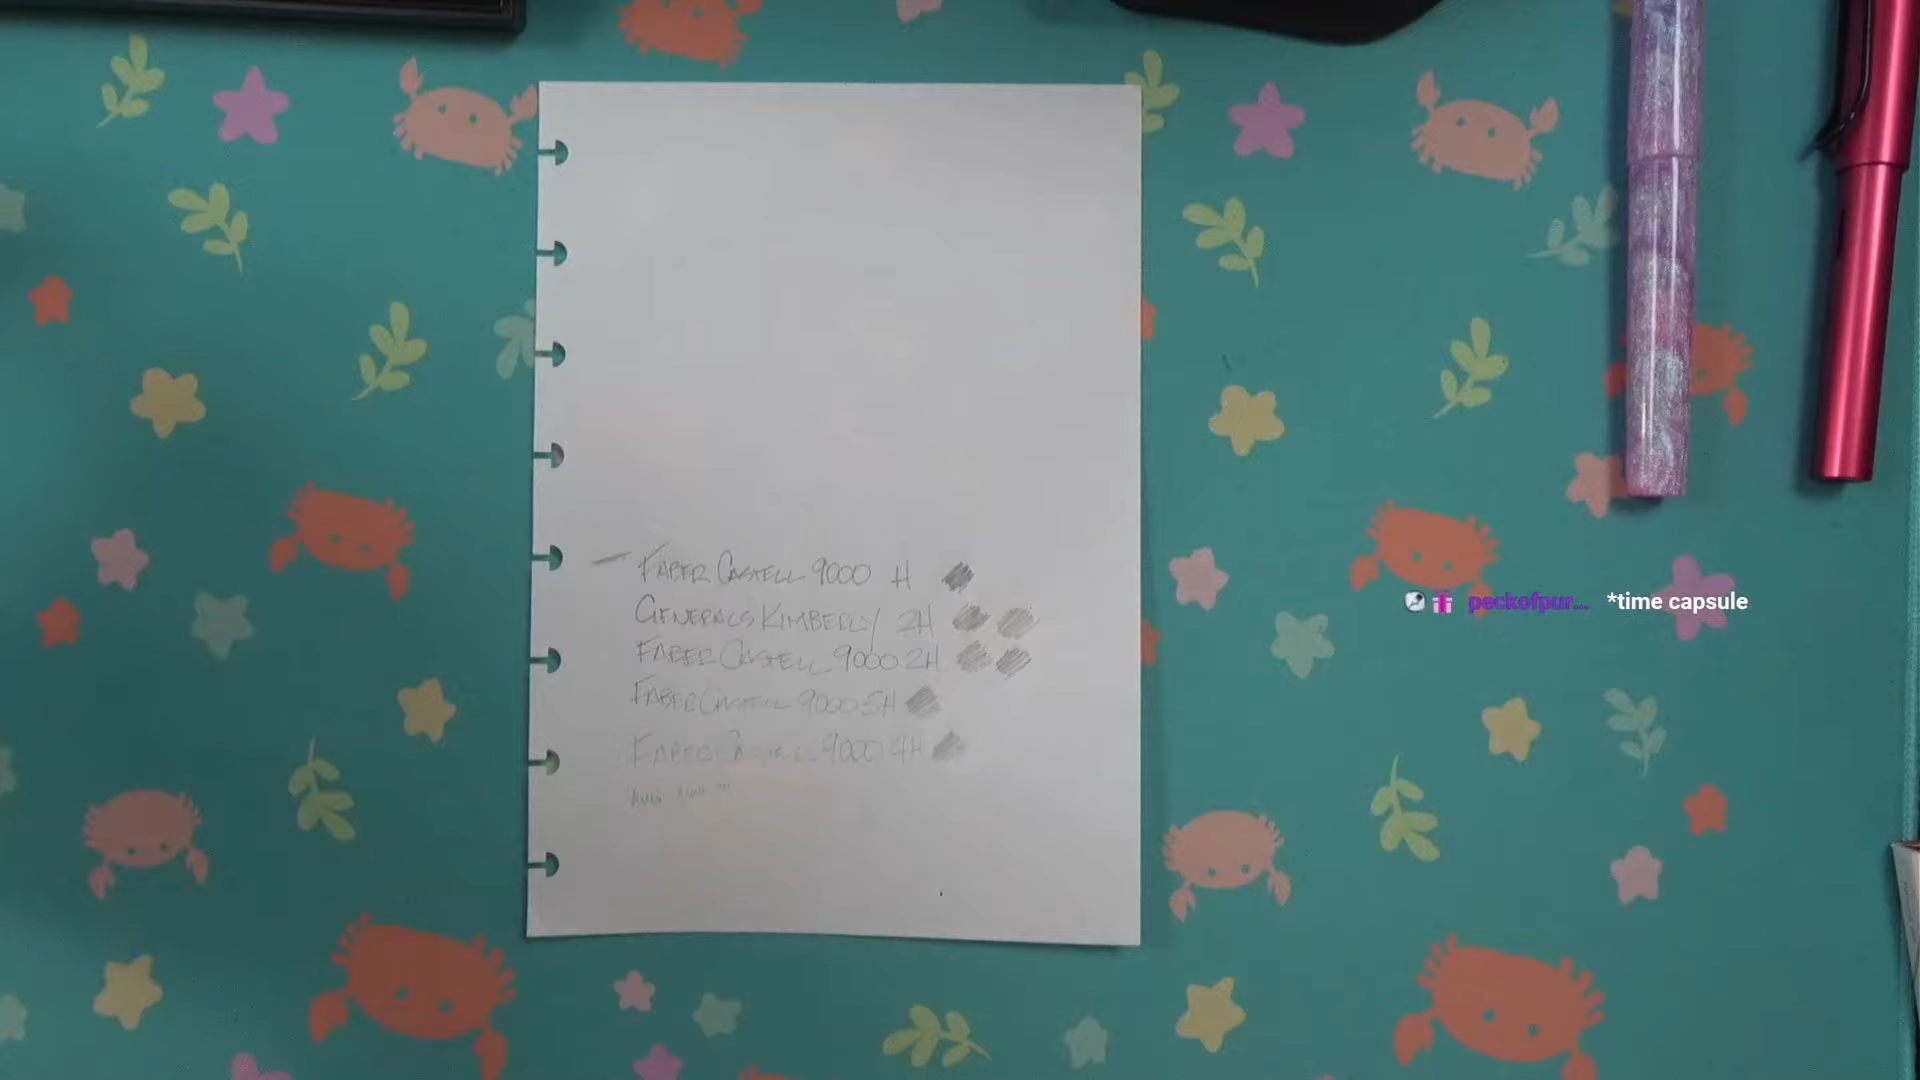 FABER CASTELL 9000 H
GENERALS KIMBERLY 2H
FABER CASTELL 9000 2H
FABER CASTELL 9000 5H
FABER CASTELL 9000 4H
peckofpur... *time capsule